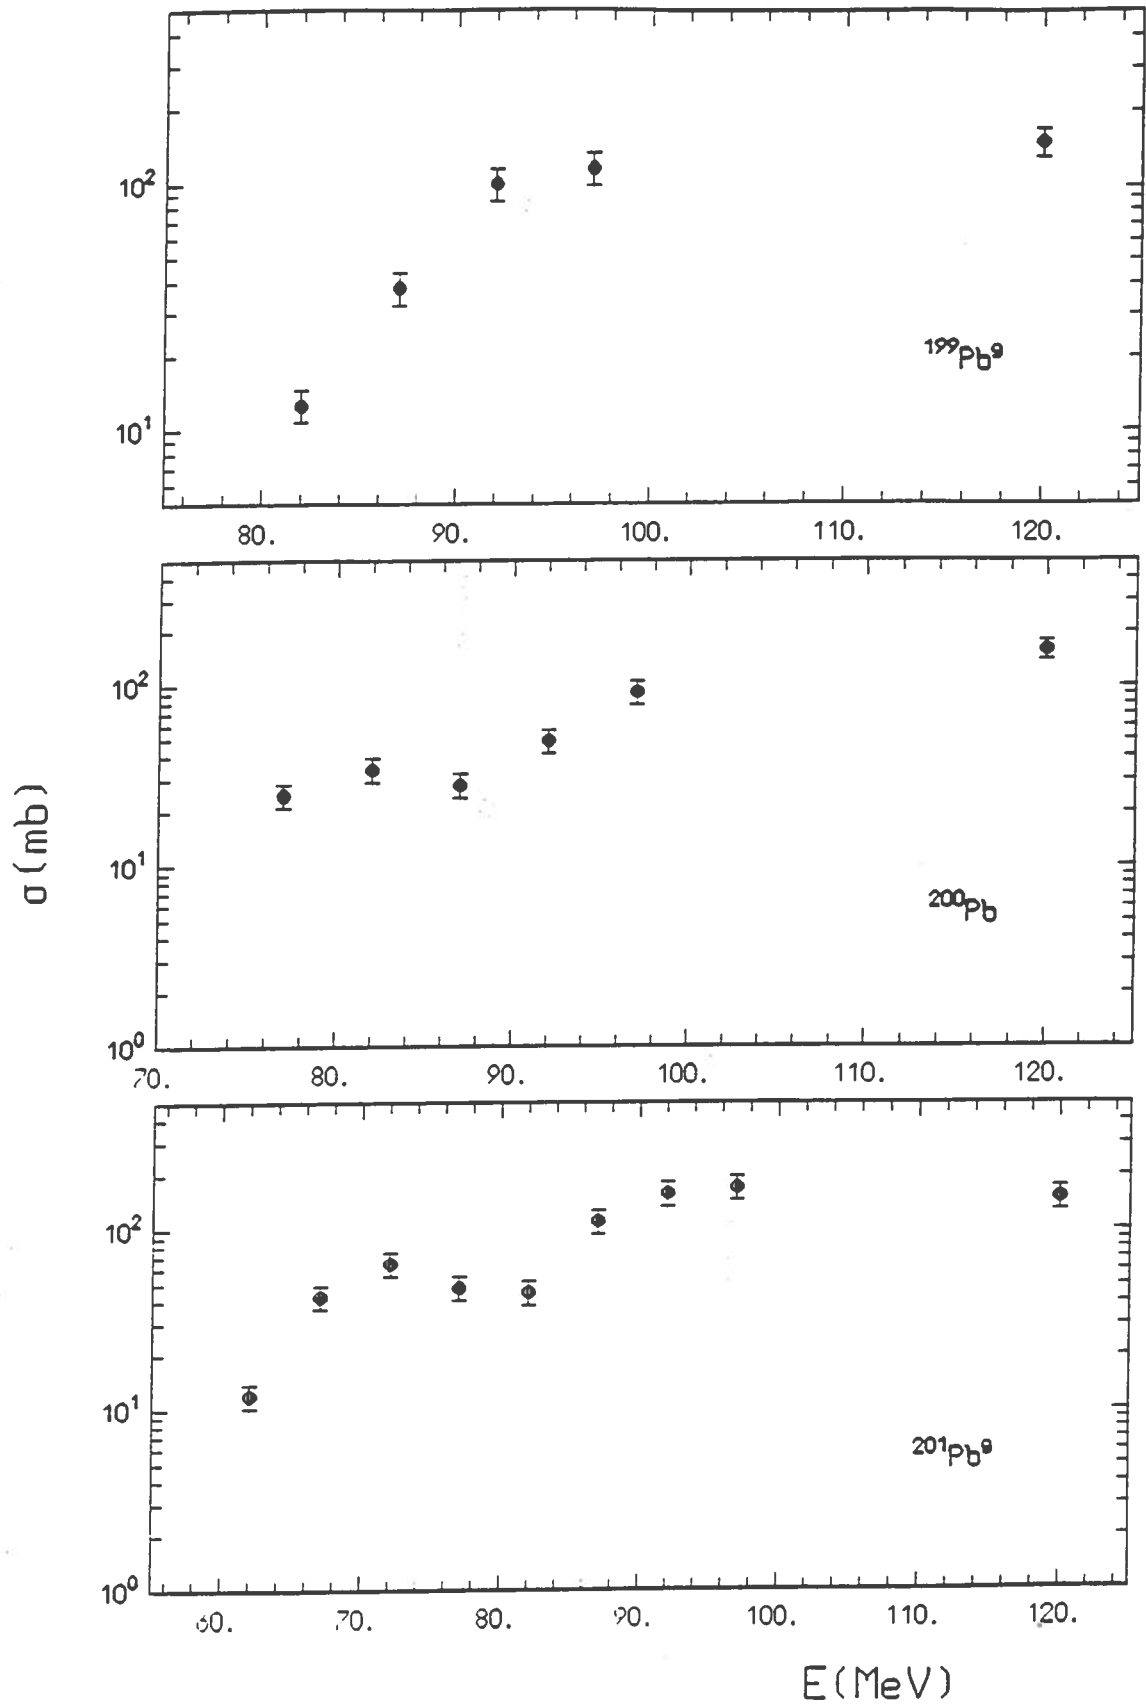 10²
¹⁹⁹Pbᵍ
10¹
80. 90. 100. 110. 120.
10²
σ(mb)
10¹
²⁰⁰Pb
10⁰
70. 80. 90. 100. 110. 120.
10²
10¹
²⁰¹Pbᵍ
10⁰
60. 70. 80. 90. 100. 110. 120.
E(MeV)